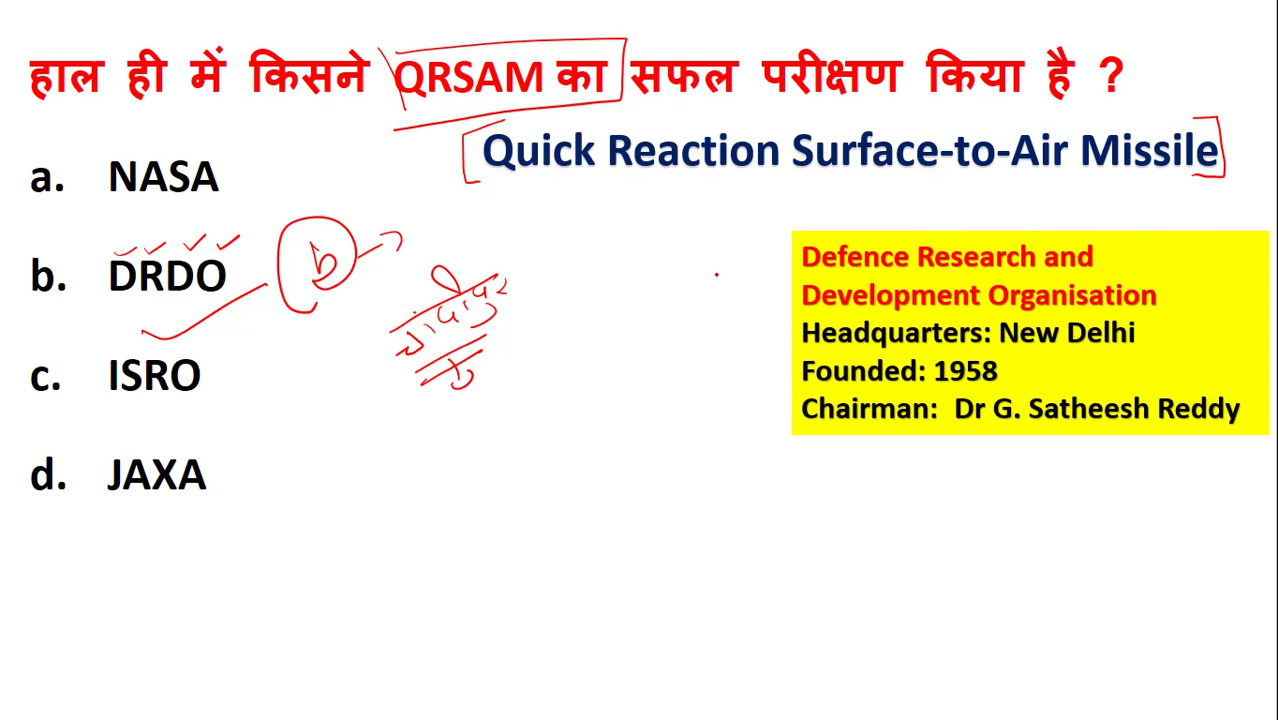 हाल ही में किसने QRSAM का सफल परीक्षण किया है ?
Quick Reaction Surface-to-Air Missile
a. NASA
b. DRDO
b
c. ISRO
d. JAXA
Defence Research and
Development Organisation
Headquarters: New Delhi
Founded: 1958
Chairman: Dr G. Satheesh Reddy